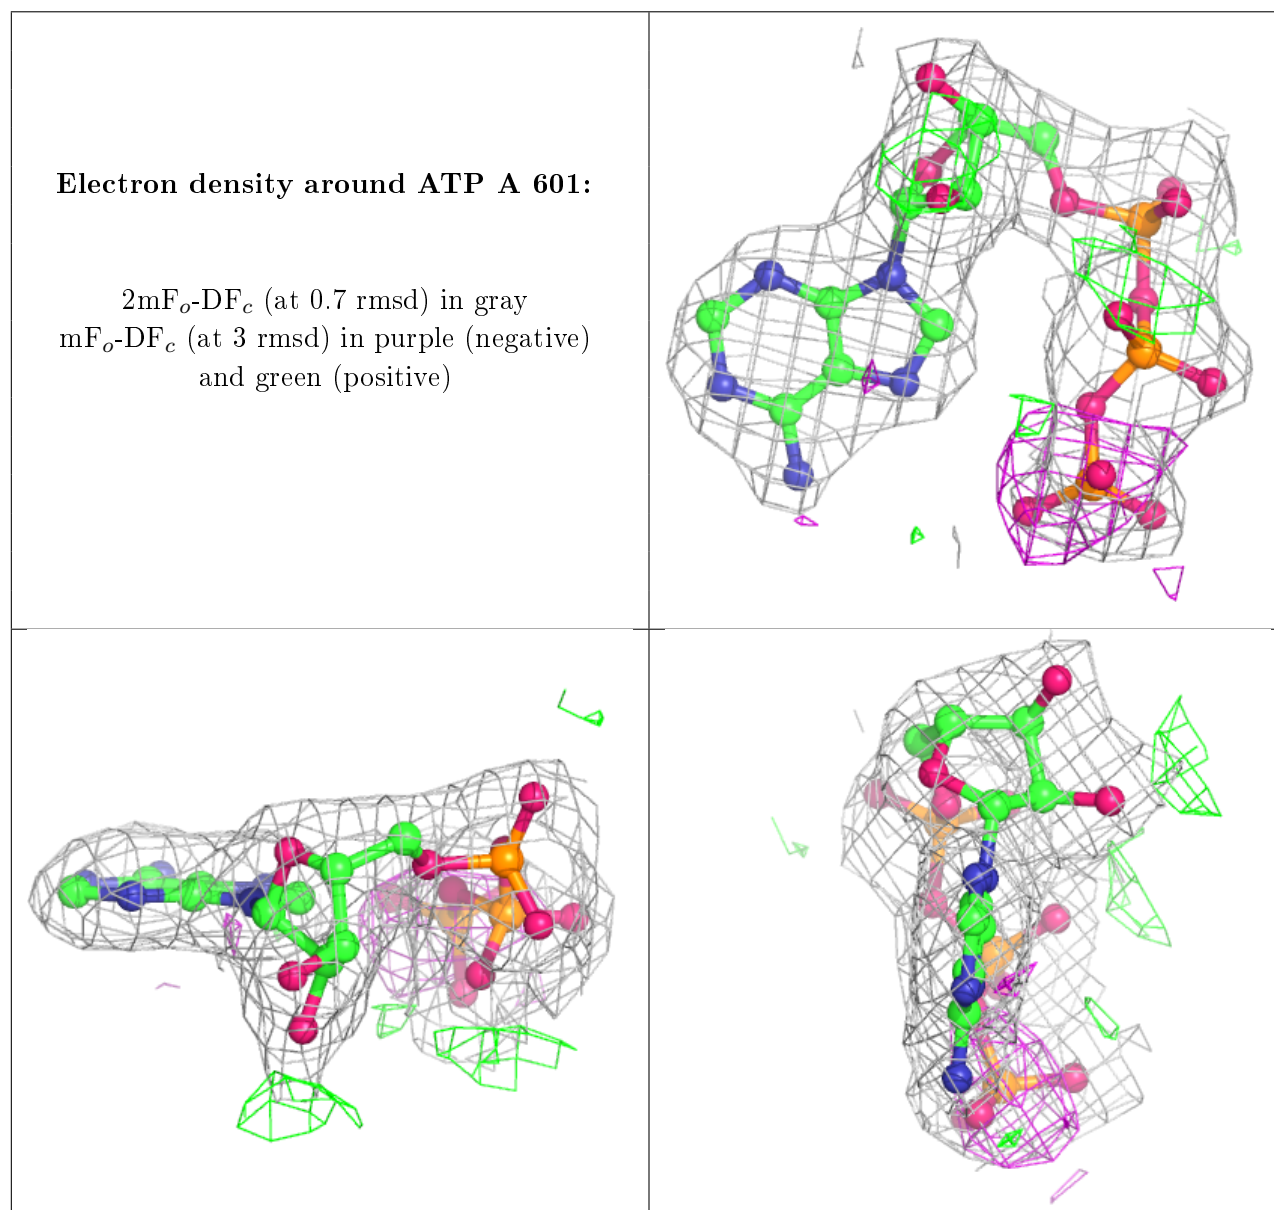 Electron density around ATP A 601:
2mFo-DFc (at 0.7 rmsd) in gray
mFo-DFc (at 3 rmsd) in purple (negative)
and green (positive)